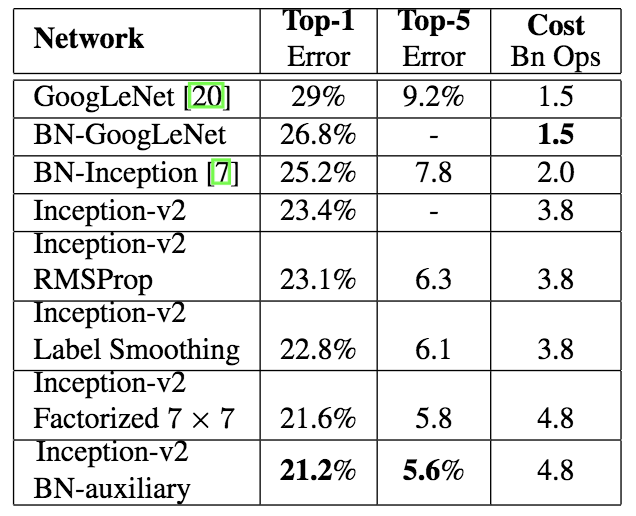 Network Top-1 Top-5 Cost
Error Error Bn Ops
GoogLeNet [20] 29% 9.2% 1.5
BN-GoogLeNet 26.8% - 1.5
BN-Inception [7] 25.2% 7.8 2.0
Inception-v2 23.4% - 3.8
Inception-v2
RMSProp 23.1% 6.3 3.8
Inception-v2
Label Smoothing 22.8% 6.1 3.8
Inception-v2
Factorized 7 × 7 21.6% 5.8 4.8
Inception-v2
BN-auxiliary 21.2% 5.6% 4.8